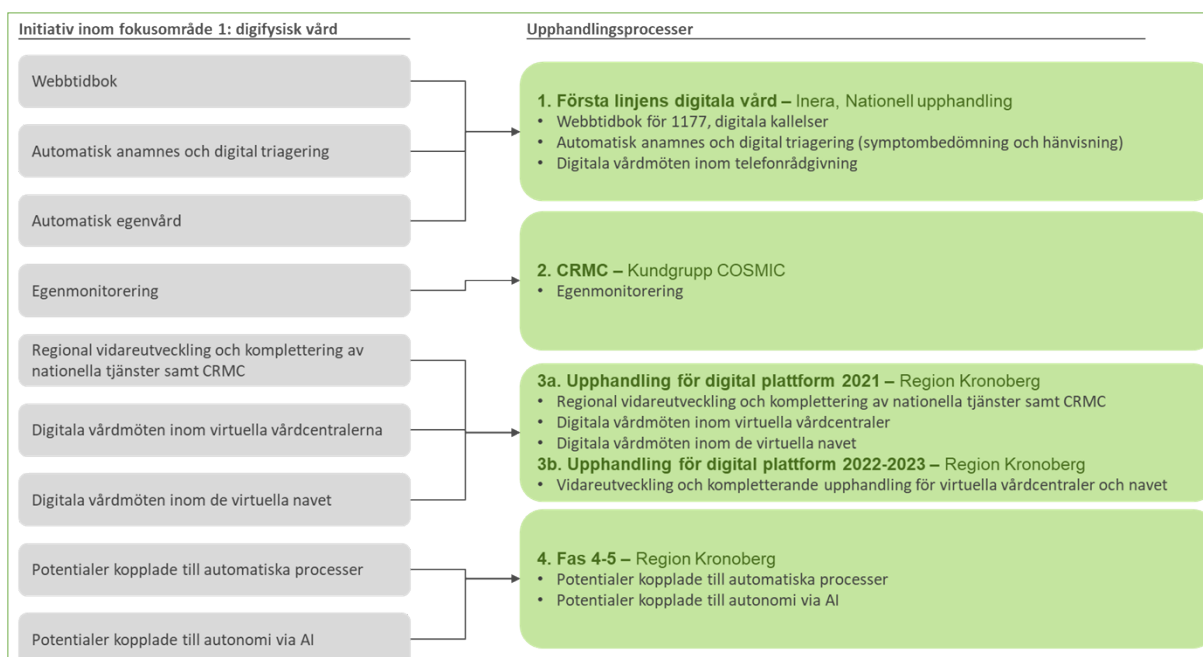 Initiativ inom fokusområde 1: digifysisk vård
Webbtidbok
Automatisk anamnes och digital triagering
Automatisk egenvård
Egenmonitorering
Regional vidareutveckling och komplettering av
nationella tjänster samt CRMC
Digitala vårdmöten inom virtuella vårdcentralerna
Digitala vårdmöten inom de virtuella navet
Potentialer kopplade till automatiska processer
Potentialer kopplade till autonomi via AI
Upphandlingsprocesser
1. Första linjens digitala vård – Inera, Nationell upphandling
• Webbtidbok för 1177, digitala kallelser
• Automatisk anamnes och digital triagering (symptombedömning och hänvisning)
• Digitala vårdmöten inom telefonrådgivning
2. CRMC – Kundgrupp COSMIC
• Egenmonitorering
3a. Upphandling för digital plattform 2021 – Region Kronoberg
• Regional vidareutveckling och komplettering av nationella tjänster samt CRMC
• Digitala vårdmöten inom virtuella vårdcentraler
• Digitala vårdmöten inom de virtuella navet
3b. Upphandling för digital plattform 2022-2023 – Region Kronoberg
• Vidareutveckling och kompletterande upphandling för virtuella vårdcentraler och navet
4. Fas 4-5 – Region Kronoberg
• Potentialer kopplade till automatiska processer
• Potentialer kopplade till autonomi via AI